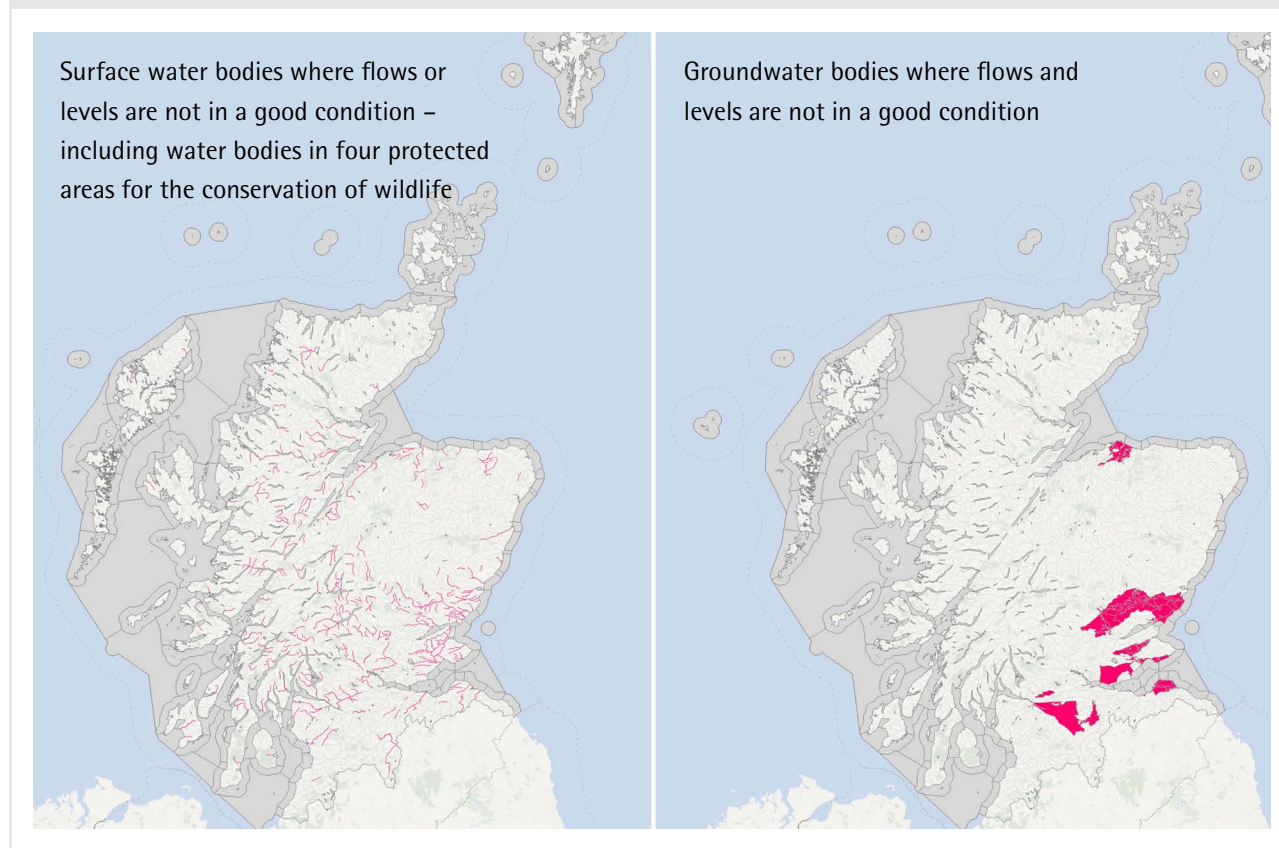 Surface water bodies where flows or
levels are not in a good condition –
including water bodies in four protected
areas for the conservation of wildlife
Groundwater bodies where flows and
levels are not in a good condition